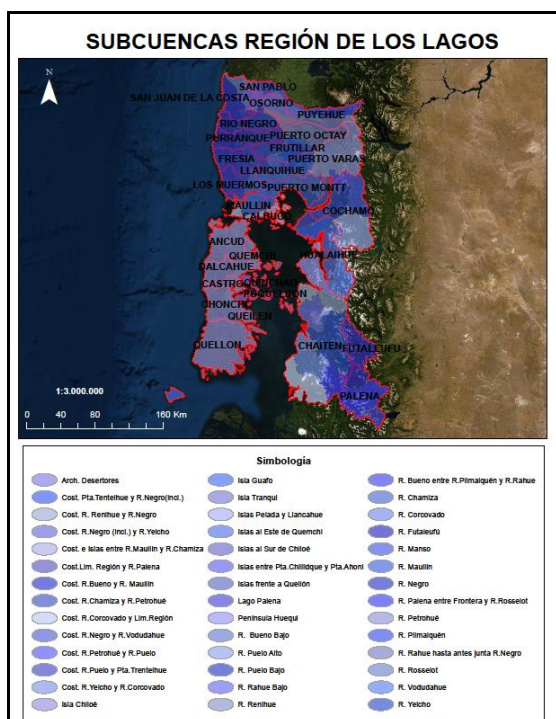 SUBCUENCAS REGIÓN DE LOS LAGOS
N
SAN PABLO
SAN JUAN DE LA COSTA
OSORNO
PUYEHUE
RIO NEGRO
PURRANQUE
PUERTO OCTAY
FRUTILLAR
FRESIA
PUERTO VARAS
LLANQUIHUE
LOS MUERMOS
PUERTO MONTT
MAULLIN
COCHAMO
CALBUCO
ANCUD
QUEMCHI
HUALAIHUE
DALCAHUE
CASTRO
PUQUELDON
CHONCHI
QUEILEN
QUELLON
CHAITEN
FUTALEUFU
PALENA
1:3.000.000
0 40 80 160 Km
Simbología
Arch. Desertores
Cost. Pta.Tentelhue y R.Negro(Incl.)
Cost. R. Renihue y R.Negro
Cost. R.Negro (Incl.) y R.Yelcho
Cost. e Islas entre R.Maullín y R.Chamiza
Cost.Lim. Región y R.Palena
Cost. R.Bueno y R. Maullín
Cost. R.Chamiza y R.Petrohué
Cost. R.Corcovado y Lim.Región
Cost. R.Negro y R.Vodudahue
Cost. R.Petrohué y R.Puelo
Cost. R.Puelo y Pta.Trentelhue
Cost. R.Yelcho y R.Corcovado
Isla Chiloé
Isla Guafo
Isla Tranqui
Islas Pelada y Llancahue
Islas al Este de Quemchi
Islas al Sur de Chiloé
Islas entre Pta.Chilidque y Pta.Ahoni
Islas frente a Quellón
Lago Palena
Península Huequi
R. Bueno Bajo
R. Puelo Alto
R. Puelo Bajo
R. Rahue Bajo
R. Renihue
R. Bueno entre R.Pilmaiquén y R.Rahue
R. Chamiza
R. Corcovado
R. Futaleufú
R. Manso
R. Maullin
R. Negro
R. Palena entre Frontera y R.Rosselot
R. Petrohué
R. Pilmaiquén
R. Rahue hasta antes junta R.Negro
R. Rosselot
R. Vodudahue
R. Yelcho